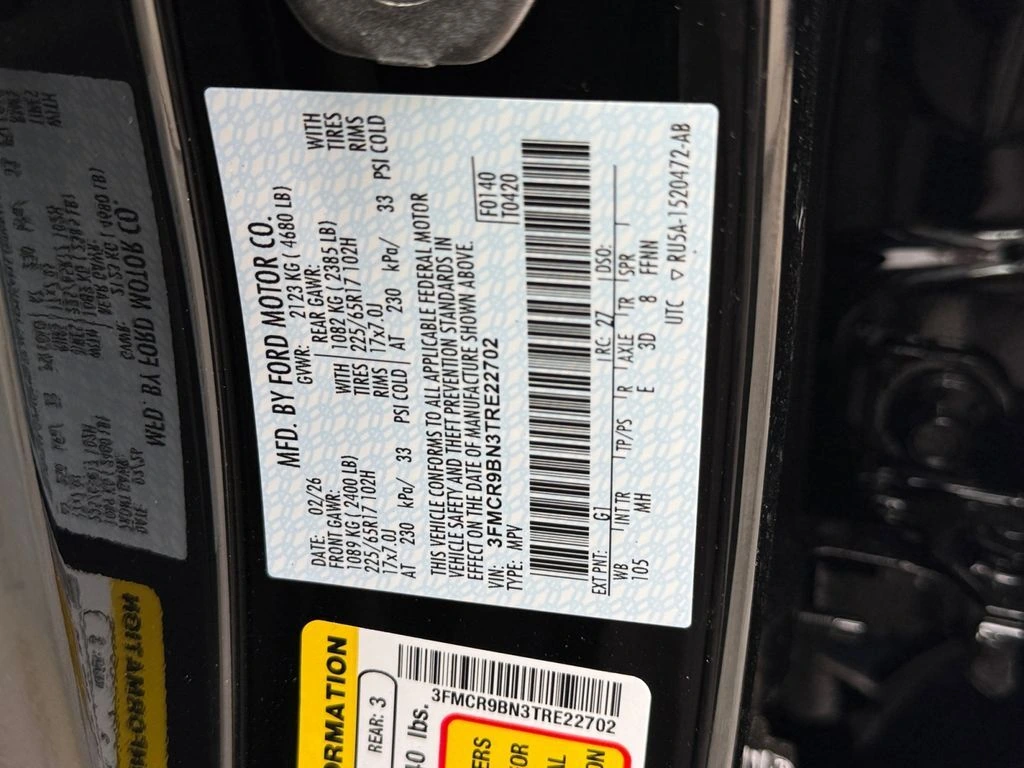 MFD. BY FORD MOTOR CO.
DATE: 02/26 GVWR: 2123 KG ( 4680 LB)
FRONT GAWR: REAR GAWR:
1089 KG ( 2400 LB) WITH 1082 KG ( 2385 LB) WITH
225/65R17 102H TIRES 225/65R17 102H TIRES
17x7.0J RIMS 17x7.0J RIMS
AT 230 kPa/ 33 PSI COLD AT 230 kPa/ 33 PSI COLD
THIS VEHICLE CONFORMS TO ALL APPLICABLE FEDERAL MOTOR
VEHICLE SAFETY AND THEFT PREVENTION STANDARDS IN
EFFECT ON THE DATE OF MANUFACTURE SHOWN ABOVE.
VIN: 3FMCR9BN3TRE22702 F0140
TYPE: MPV T0420
EXT PNT: G1 RC: 27 DSO:
WB INT TR TP/PS R AXLE TR SPR
105 MH E 3D 8 FFNN
UTC ▽ RU5A-1520472-AB
RMATION
REAR: 3
40 lbs.
3FMCR9BN3TRE22702